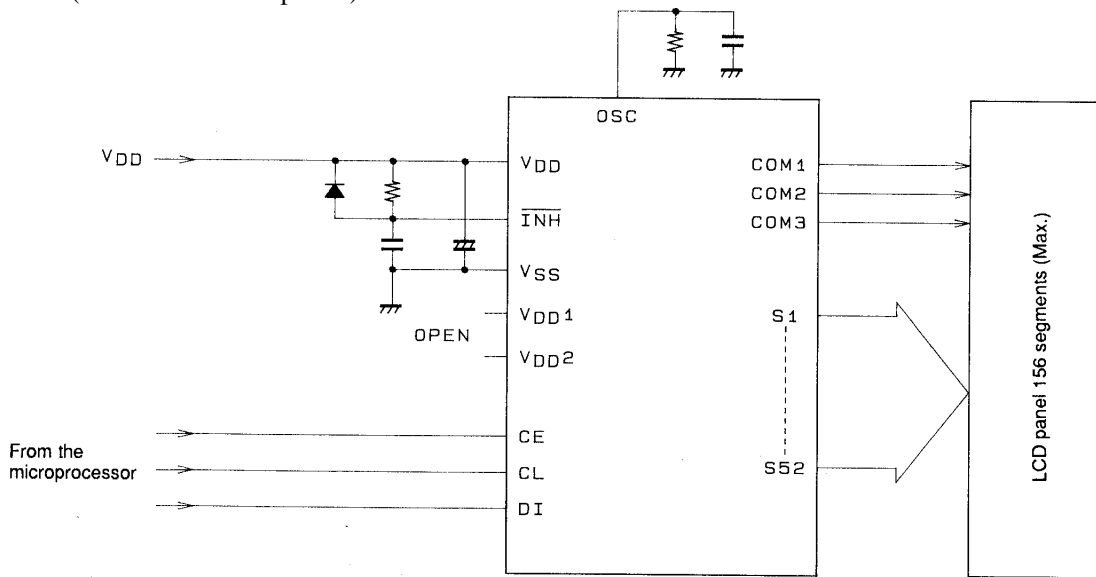 OSC
VDD
VDD
COM1
COM2
INH
COM3
VSS
VDD1
S1
OPEN
VDD2
CE
From the
microprocessor
CL
S52
DI
LCD panel 156 segments (Max.)